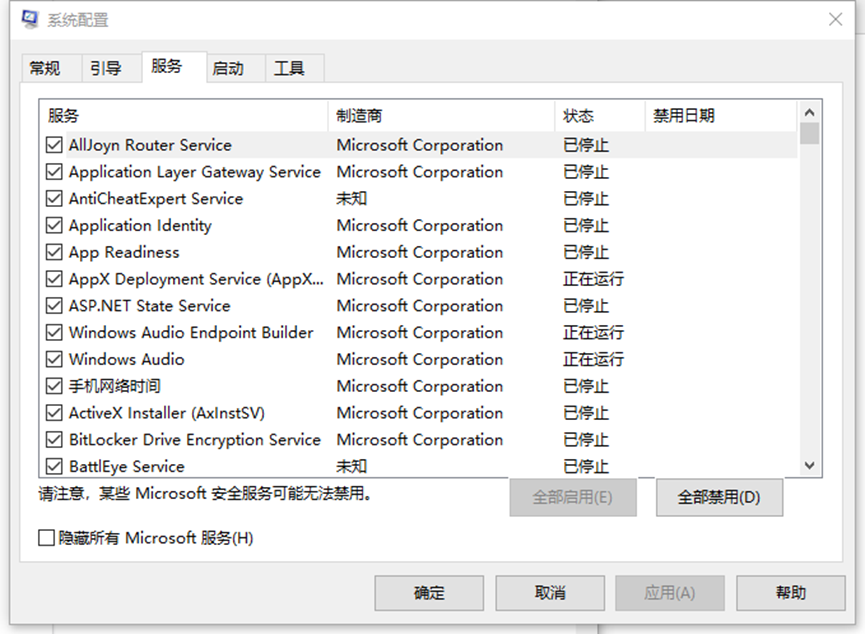 系统配置
常规 引导 服务 启动 工具
服务 制造商 状态 禁用日期
AllJoyn Router Service Microsoft Corporation 已停止
Application Layer Gateway Service Microsoft Corporation 已停止
AntiCheatExpert Service 未知 已停止
Application Identity Microsoft Corporation 已停止
App Readiness Microsoft Corporation 已停止
AppX Deployment Service (AppX... Microsoft Corporation 正在运行
ASP.NET State Service Microsoft Corporation 已停止
Windows Audio Endpoint Builder Microsoft Corporation 正在运行
Windows Audio Microsoft Corporation 正在运行
手机网络时间 Microsoft Corporation 已停止
ActiveX Installer (AxInstSV) Microsoft Corporation 已停止
BitLocker Drive Encryption Service Microsoft Corporation 已停止
BattlEye Service 未知 已停止
请注意，某些 Microsoft 安全服务可能无法禁用。
全部启用(E) 全部禁用(D)
隐藏所有 Microsoft 服务(H)
确定 取消 应用(A) 帮助